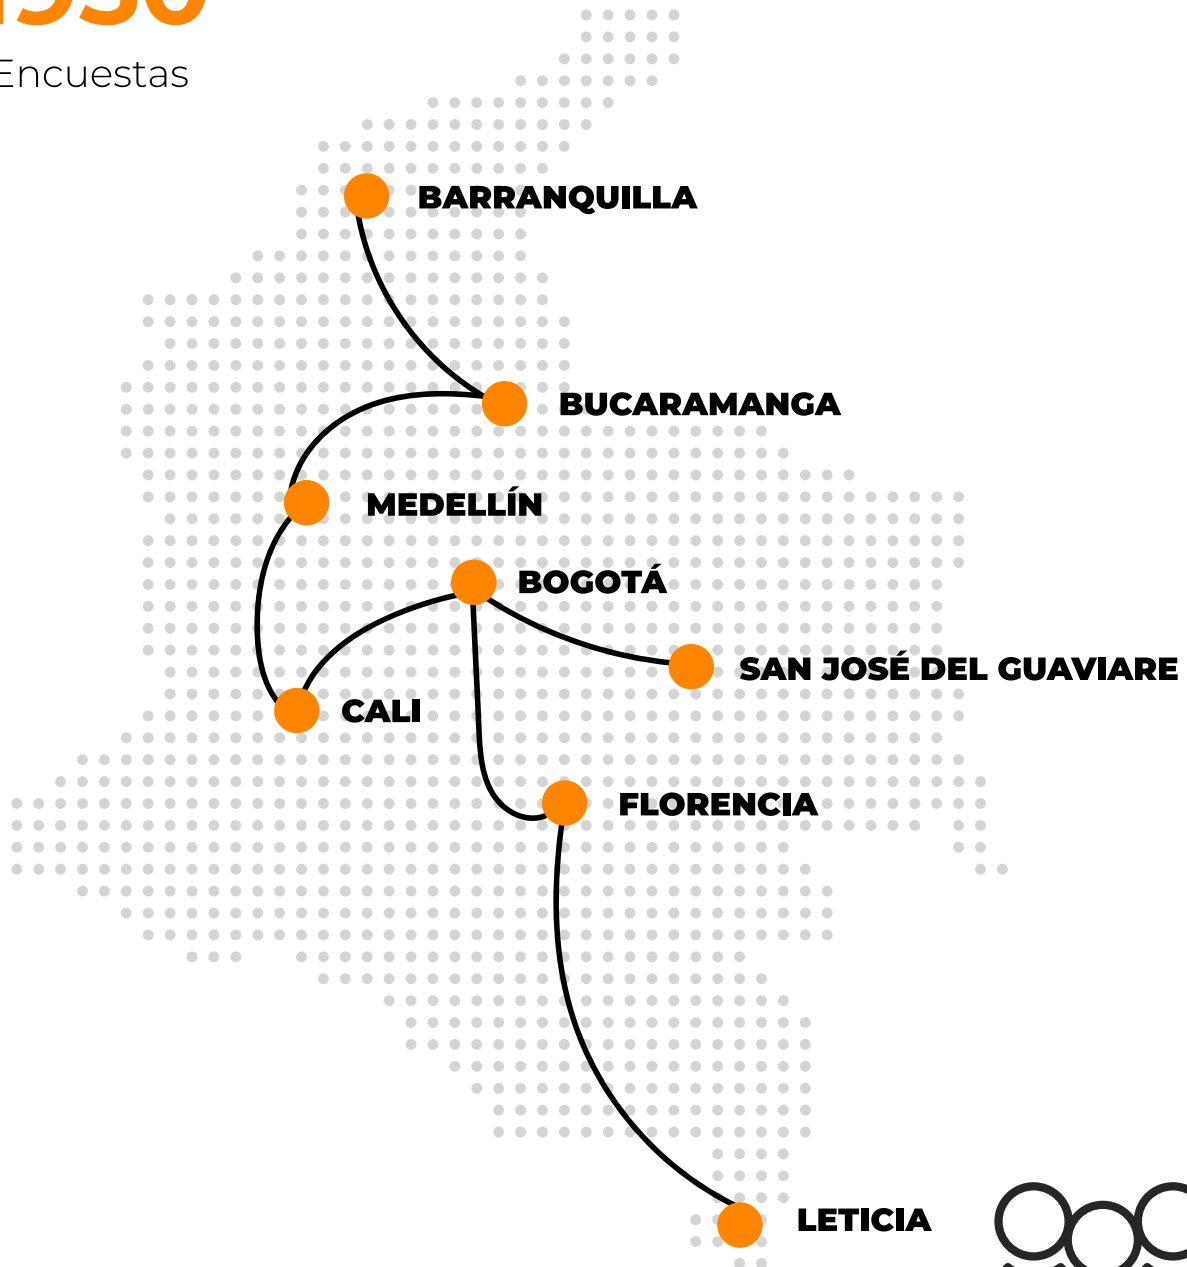 Encuestas
BARRANQUILLA
BUCARAMANGA
MEDELLÍN
BOGOTÁ
SAN JOSÉ DEL GUAVIARE
CALI
FLORENCIA
LETICIA